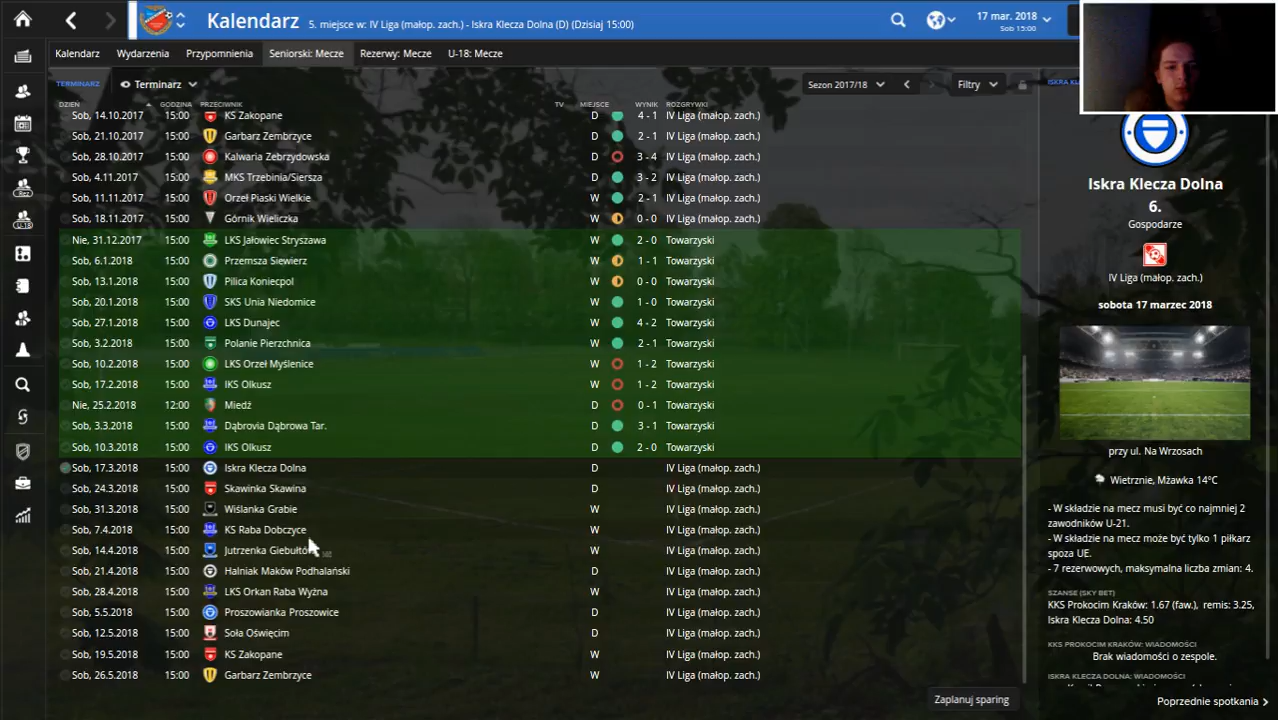 Kalendarz
5. miejsce w: IV Liga (małop. zach.) - Iskra Klecza Dolna (D) (Dzisiaj 15:00)
17 mar. 2018
Sob 15:00
Kalendarz Wydarzenia Przypomnienia Seniorski: Mecze Rezerwy: Mecze U-18: Mecze
TERMINARZ Terminarz Sezon 2017/18 Filtry
DZIEŃ GODZINA PRZECIWNIK TV MIEJSCE WYNIK ROZGRYWKI
Sob, 14.10.2017 15:00 KS Zakopane D 4 - 1 IV Liga (małop. zach.)
Sob, 21.10.2017 15:00 Garbarz Zembrzyce D 2 - 1 IV Liga (małop. zach.)
Sob, 28.10.2017 15:00 Kalwaria Zebrzydowska D 3 - 4 IV Liga (małop. zach.)
Sob, 4.11.2017 15:00 MKS Trzebinia/Siersza D 3 - 2 IV Liga (małop. zach.)
Sob, 11.11.2017 15:00 Orzeł Piaski Wielkie W 2 - 1 IV Liga (małop. zach.)
Sob, 18.11.2017 15:00 Górnik Wieliczka W 0 - 0 IV Liga (małop. zach.)
Nie, 31.12.2017 15:00 LKS Jałowiec Stryszawa W 2 - 0 Towarzyski
Sob, 6.1.2018 15:00 Przemsza Siewierz W 1 - 1 Towarzyski
Sob, 13.1.2018 15:00 Pilica Koniecpol W 0 - 0 Towarzyski
Sob, 20.1.2018 15:00 SKS Unia Niedomice W 1 - 0 Towarzyski
Sob, 27.1.2018 15:00 LKS Dunajec W 4 - 2 Towarzyski
Sob, 3.2.2018 15:00 Polanie Pierzchnica W 2 - 1 Towarzyski
Sob, 10.2.2018 15:00 LKS Orzeł Myślenice W 1 - 2 Towarzyski
Sob, 17.2.2018 15:00 IKS Olkusz W 1 - 2 Towarzyski
Nie, 25.2.2018 12:00 Miedź D 0 - 1 Towarzyski
Sob, 3.3.2018 15:00 Dąbrovia Dąbrowa Tar. D 3 - 1 Towarzyski
Sob, 10.3.2018 15:00 IKS Olkusz D 2 - 0 Towarzyski
Sob, 17.3.2018 15:00 Iskra Klecza Dolna D IV Liga (małop. zach.)
Sob, 24.3.2018 15:00 Skawinka Skawina D IV Liga (małop. zach.)
Sob, 31.3.2018 15:00 Wiślanka Grabie W IV Liga (małop. zach.)
Sob, 7.4.2018 15:00 KS Raba Dobczyce W IV Liga (małop. zach.)
Sob, 14.4.2018 15:00 Jutrzenka W IV Liga (małop. zach.)
Sob, 21.4.2018 15:00 Halniak Maków Podhalański D IV Liga (małop. zach.)
Sob, 28.4.2018 15:00 LKS Orkan Raba Wyżna W IV Liga (małop. zach.)
Sob, 5.5.2018 15:00 Proszowianka Proszowice D IV Liga (małop. zach.)
Sob, 12.5.2018 15:00 Soła Oświęcim D IV Liga (małop. zach.)
Sob, 19.5.2018 15:00 KS Zakopane W IV Liga (małop. zach.)
Sob, 26.5.2018 15:00 Garbarz Zembrzyce W IV Liga (małop. zach.)
Zaplanuj sparing
Iskra Klecza Dolna
6.
Gospodarze
IV Liga (małop. zach.)
sobota 17 marzec 2018
przy ul. Na Wrzosach
Wietrznie, Mżawka 14°C
- W składzie na mecz musi być co najmniej 2
zawodników U-21.
- W składzie na mecz może być tylko 1 piłkarz
spoza UE.
- 7 rezerwowych, maksymalna liczba zmian: 4.
SZANSE (SKY BET)
KKS Prokocim Kraków: 1.67 (faw.), remis: 3.25,
Iskra Klecza Dolna: 4.50
KKS PROKOCIM KRAKÓW: WIADOMOŚCI
Brak wiadomości o zespole.
ISKRA KLECZA DOLNA: WIADOMOŚCI
Poprzednie spotkania